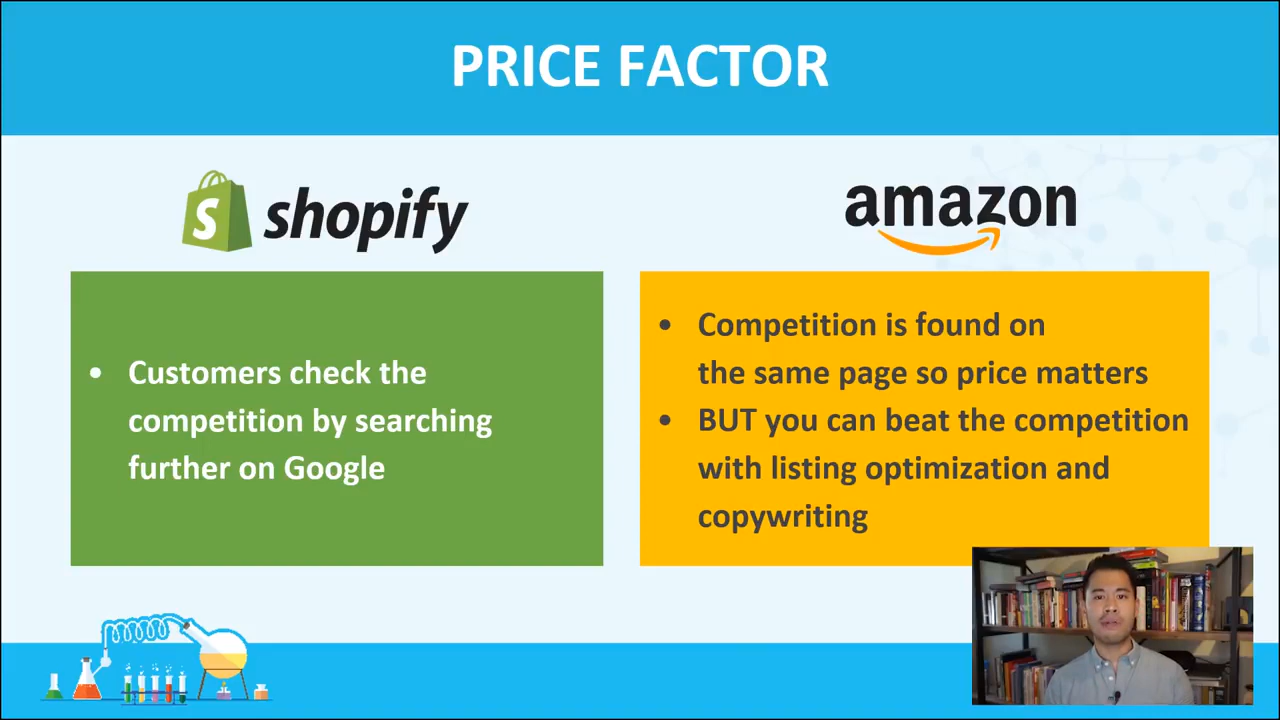 PRICE FACTOR
S shopify
amazon
• Customers check the
competition by searching
further on Google
• Competition is found on
the same page so price matters
• BUT you can beat the competition
with listing optimization and
copywriting